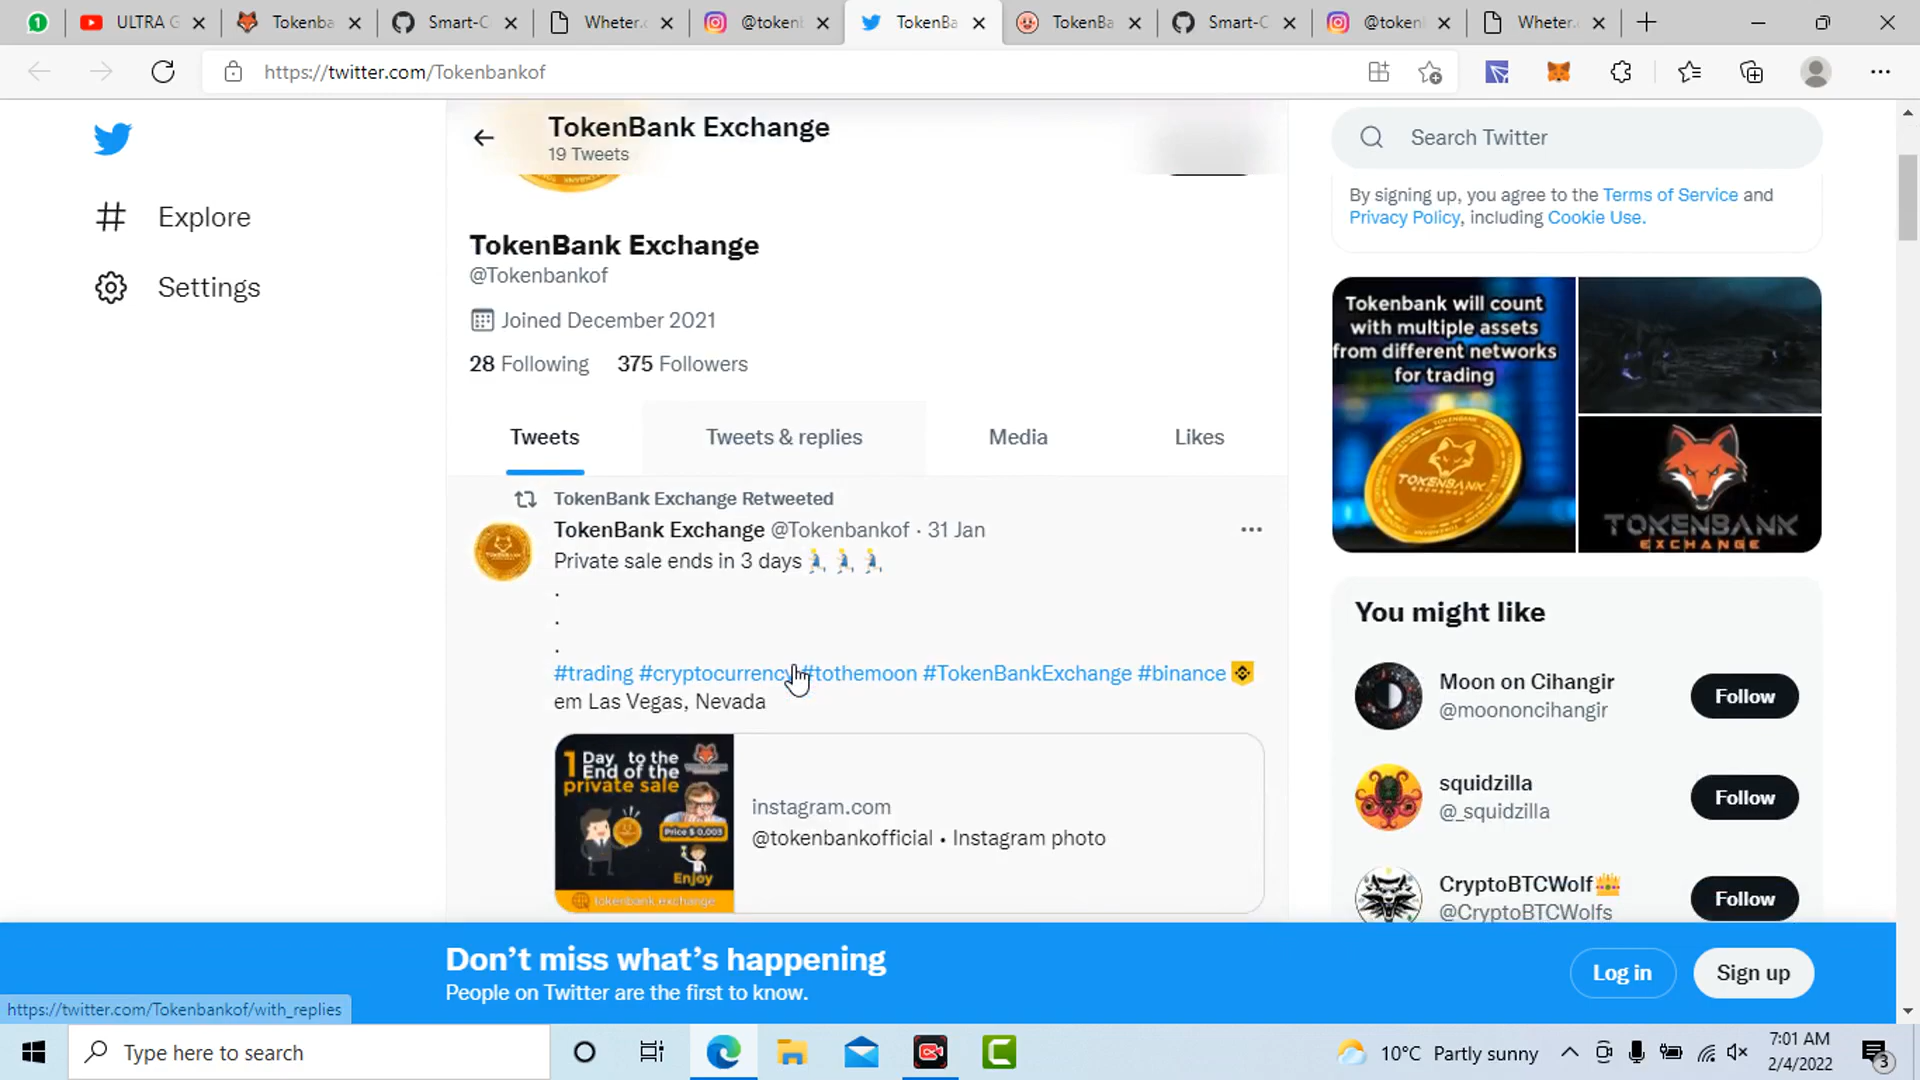 ULTRA G
Tokenba
Smart-C
Wheter.c
@token
TokenBa
TokenBa
Smart-C
@token
Wheter.c
https://twitter.com/Tokenbankof
TokenBank Exchange
19 Tweets
Search Twitter
Explore
Settings
By signing up, you agree to the Terms of Service and
Privacy Policy, including Cookie Use.
TokenBank Exchange
@Tokenbankof
Joined December 2021
28 Following 375 Followers
Tweets
Tweets & replies
Media
Likes
Tokenbank will count
with multiple assets
from different networks
for trading
TOKENBANK
EXCHANGE
TOKENBANK
EXCHANGE
TokenBank Exchange Retweeted
TokenBank Exchange @Tokenbankof · 31 Jan
Private sale ends in 3 days
.
.
.
#trading #cryptocurrency #tothemoon #TokenBankExchange #binance
em Las Vegas, Nevada
1 Day to the
End of the
private sale
Price $ 0,003
Enjoy
tokenbank.exchange
instagram.com
@tokenbankofficial • Instagram photo
You might like
Moon on Cihangir
@moononcihangir
Follow
squidzilla
@_squidzilla
Follow
CryptoBTCWolf
@CryptoBTCWolfs
Follow
Don't miss what's happening
People on Twitter are the first to know.
Log in
Sign up
https://twitter.com/Tokenbankof/with_replies
Type here to search
10°C Partly sunny
7:01 AM
2/4/2022
3